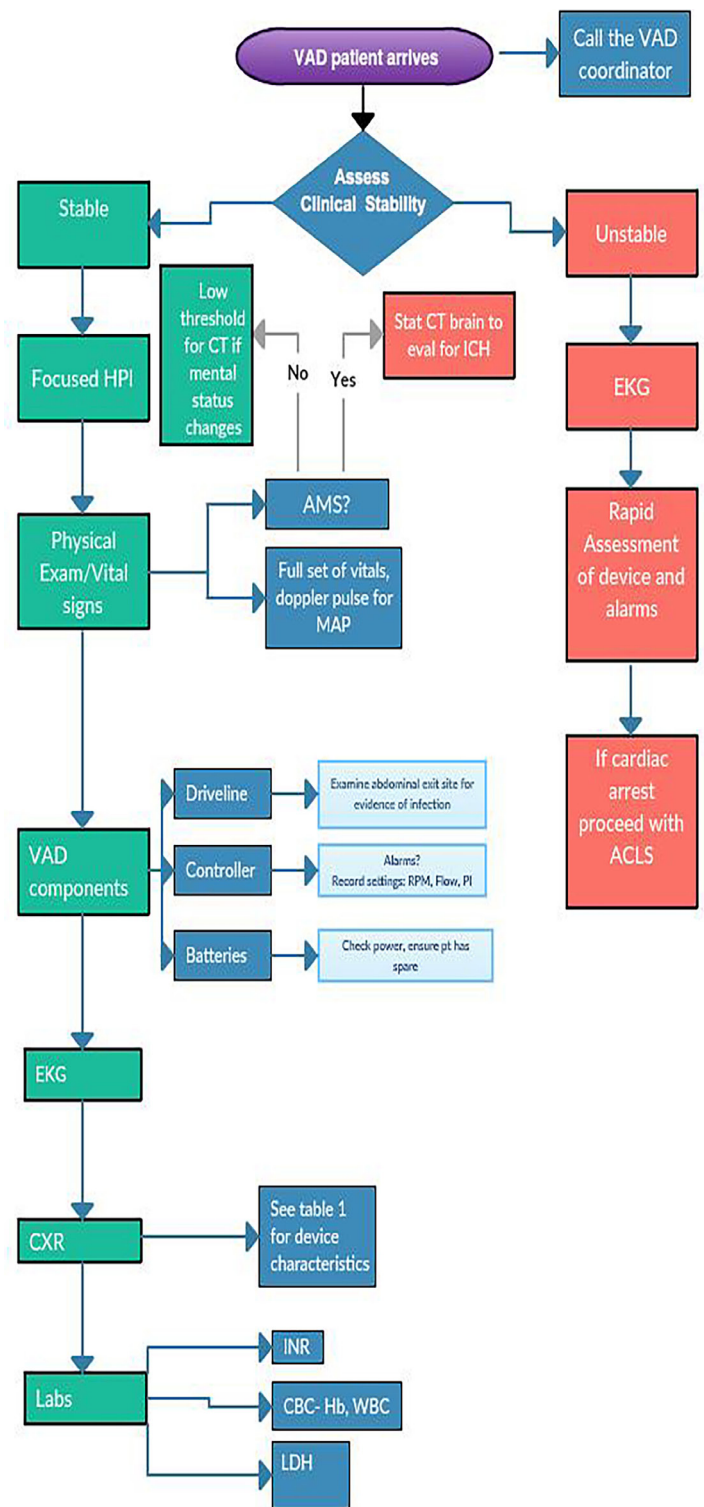 VAD patient arrives
Call the VAD
coordinator
Assess
Clinical Stability
Stable
Unstable
Low
threshold
for CT if
mental
status
changes
Stat CT brain to
eval for ICH
No
Yes
Focused HPI
EKG
AMS?
Physical
Exam/Vital
signs
Full set of vitals,
doppler pulse for
MAP
Rapid
Assessment
of device and
alarms
If cardiac
arrest
proceed with
ACLS
VAD
components
Driveline
Examine abdominal exit site for
evidence of infection
Controller
Alarms?
Record settings: RPM, Flow, PI
Batteries
Check power, ensure pt has
spare
EKG
CXR
See table 1
for device
characteristics
Labs
INR
CBC- Hb, WBC
LDH